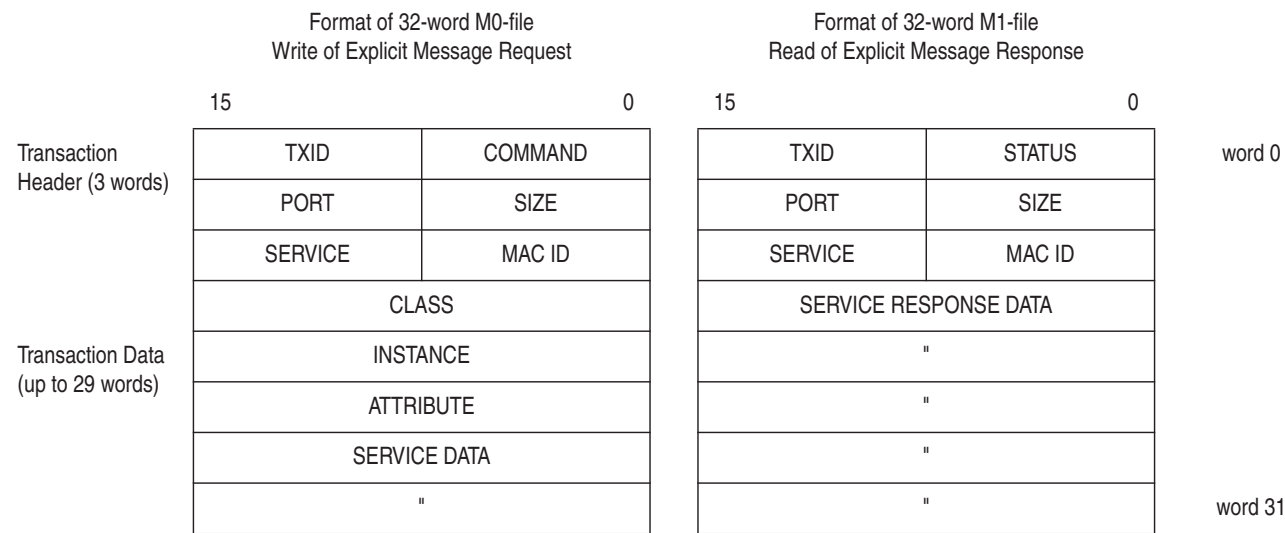 Format of 32-word M0-file
Write of Explicit Message Request
Format of 32-word M1-file
Read of Explicit Message Response
15 0 15 0
Transaction Header (3 words)
TXID COMMAND TXID STATUS word 0
PORT SIZE PORT SIZE
SERVICE MAC ID SERVICE MAC ID
CLASS SERVICE RESPONSE DATA
Transaction Data
(up to 29 words)
INSTANCE "
ATTRIBUTE "
SERVICE DATA "
" " word 31